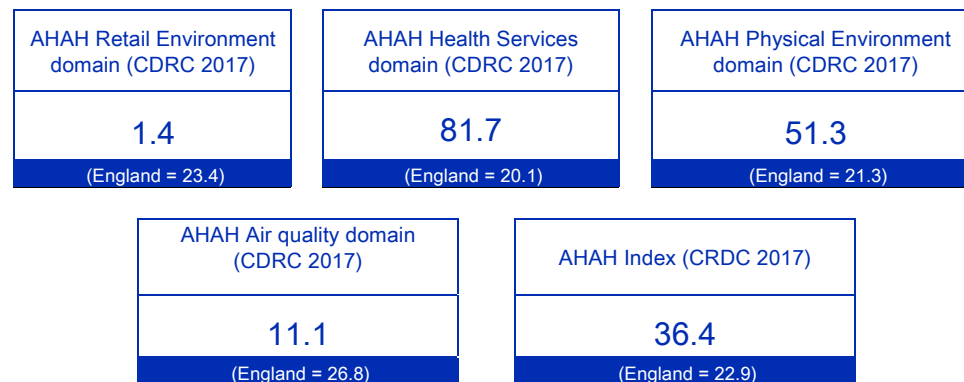 AHAH Retail Environment
domain (CDRC 2017)
1.4
(England = 23.4)
AHAH Health Services
domain (CDRC 2017)
81.7
(England = 20.1)
AHAH Physical Environment
domain (CDRC 2017)
51.3
(England = 21.3)
AHAH Air quality domain
(CDRC 2017)
11.1
(England = 26.8)
AHAH Index (CRDC 2017)
36.4
(England = 22.9)